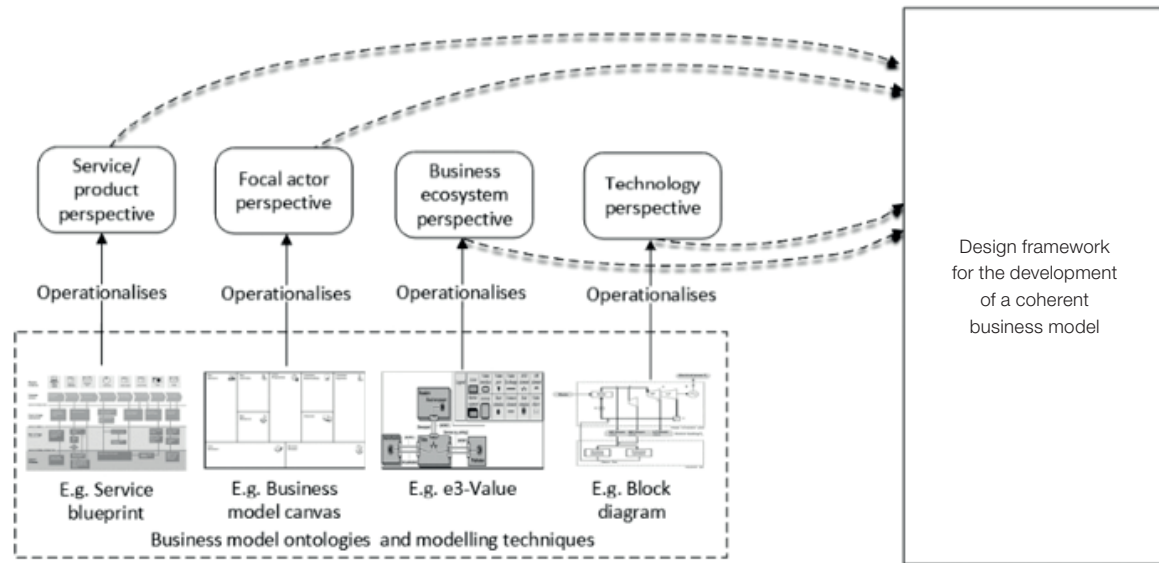 Service/
product
perspective
Focal actor
perspective
Business
ecosystem
perspective
Technology
perspective
Operationalises
Operationalises
Operationalises
Operationalises
E.g. Service
blueprint
E.g. Business
model canvas
E.g. e3-Value
E.g. Block
diagram
Business model ontologies and modelling techniques
Design framework
for the development
of a coherent
business model